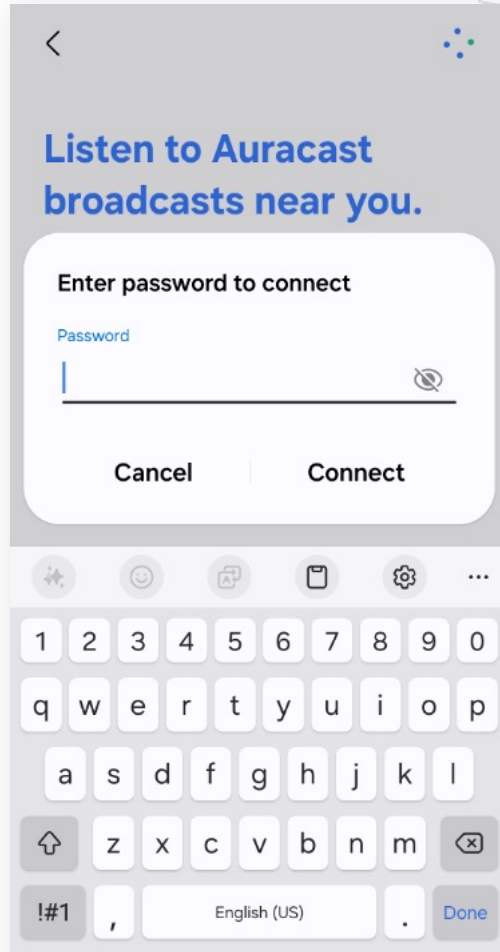 Listen to Auracast
broadcasts near you.
Enter password to connect
Password
Cancel Connect
1 2 3 4 5 6 7 8 9 0
q w e r t y u i o p
a s d f g h j k l
z x c v b n m
!#1 , English (US) . Done